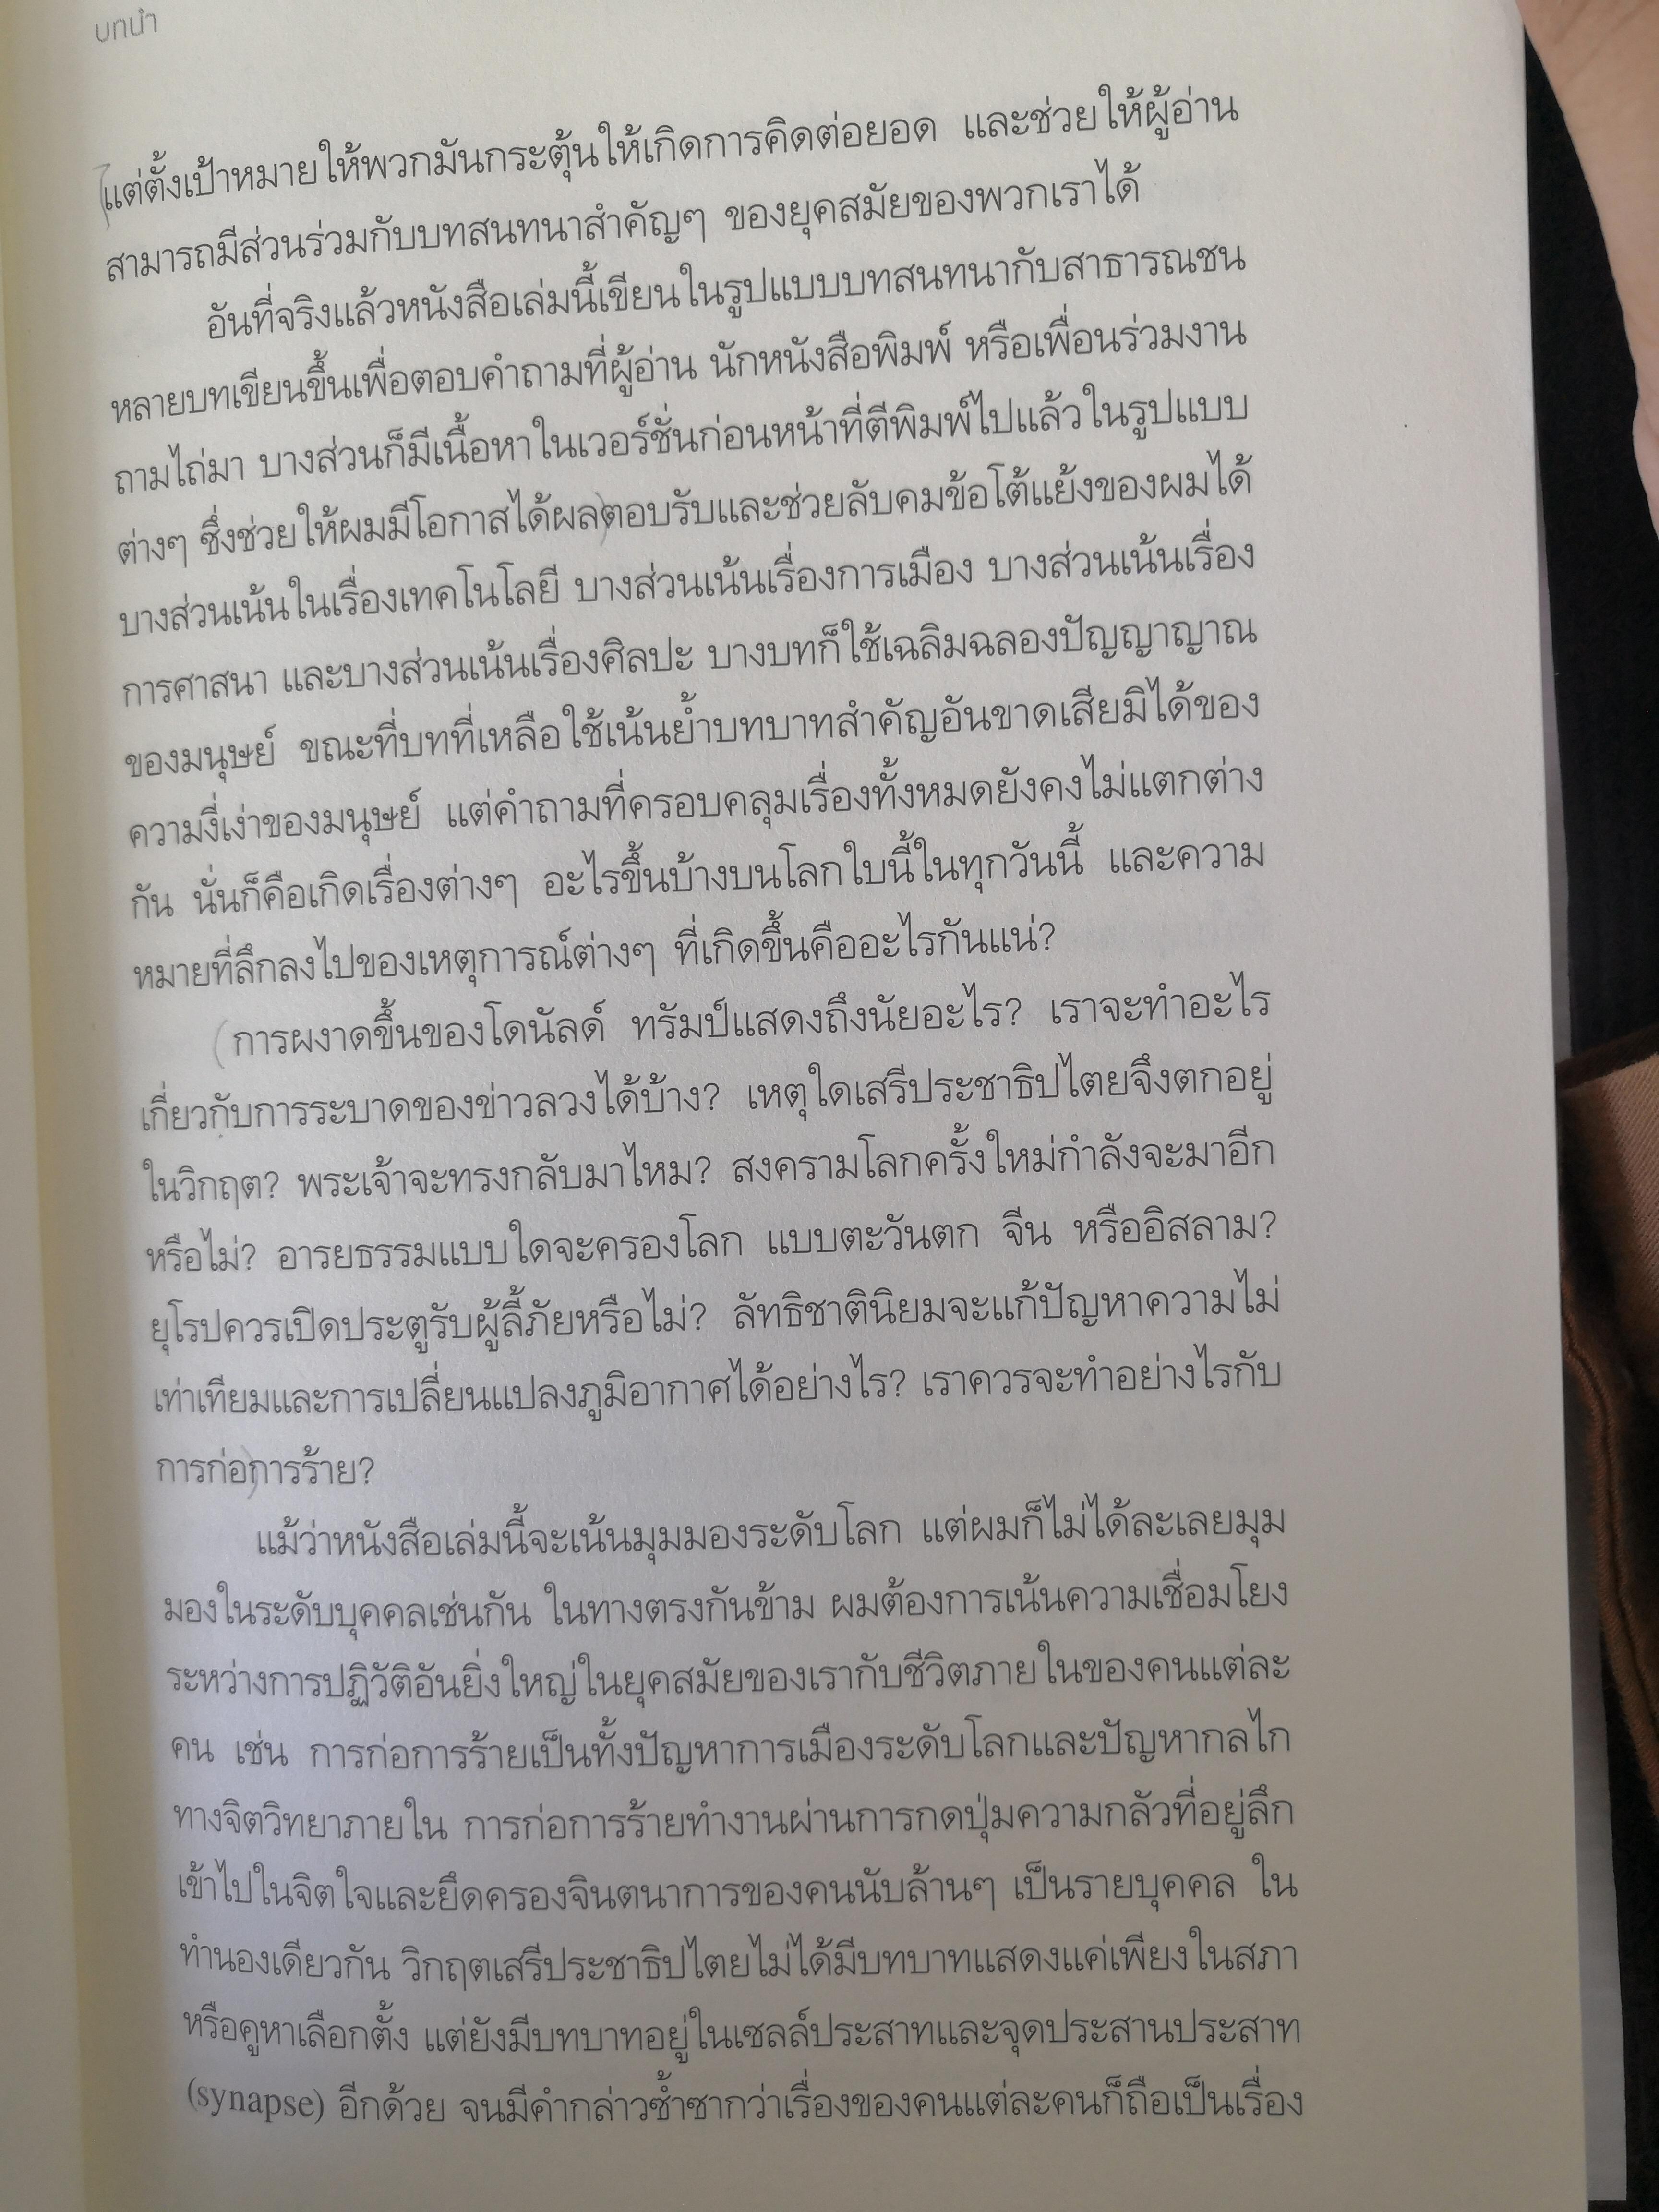 บทนำ
แต่ตั้งเป้าหมายให้พวกมันกระตุ้นให้เกิดการคิดต่อยอด และช่วยให้ผู้อ่าน
สามารถมีส่วนร่วมกับบทสนทนาสำคัญๆ ของยุคสมัยของพวกเราได้
อันที่จริงแล้วหนังสือเล่มนี้เขียนในรูปแบบบทสนทนากับสาธารณชน
หลายบทเขียนขึ้นเพื่อตอบคำถามที่ผู้อ่าน นักหนังสือพิมพ์ หรือเพื่อนร่วมงาน
ถามไถ่มา บางส่วนก็มีเนื้อหาในเวอร์ชั่นก่อนหน้าที่ตีพิมพ์ไปแล้วในรูปแบบ
ต่างๆ ซึ่งช่วยให้ผมมีโอกาสได้ผลตอบรับและช่วยลับคมข้อโต้แย้งของผมได้
บางส่วนเน้นในเรื่องเทคโนโลยี บางส่วนเน้นเรื่องการเมือง บางส่วนเน้นเรื่อง
การศาสนา และบางส่วนเน้นเรื่องศิลปะ บางบทก็ใช้เฉลิมฉลองปัญญาญาณ
ของมนุษย์ ขณะที่บทที่เหลือใช้เน้นย้ำบทบาทสำคัญอันขาดเสียมิได้ของ
ความงี่เง่าของมนุษย์ แต่คำถามที่ครอบคลุมเรื่องทั้งหมดยังคงไม่แตกต่าง
กัน นั่นก็คือเกิดเรื่องต่างๆ อะไรขึ้นบ้างบนโลกใบนี้ในทุกวันนี้ และความ
หมายที่ลึกลงไปของเหตุการณ์ต่างๆ ที่เกิดขึ้นคืออะไรกันแน่?
การผงาดขึ้นของโดนัลด์ ทรัมป์แสดงถึงนัยอะไร? เราจะทำอะไร
เกี่ยวกับการระบาดของข่าวลวงได้บ้าง? เหตุใดเสรีประชาธิปไตยจึงตกอยู่
ในวิกฤต? พระเจ้าจะทรงกลับมาไหม? สงครามโลกครั้งใหม่กำลังจะมาอีก
หรือไม่? อารยธรรมแบบใดจะครองโลก แบบตะวันตก จีน หรืออิสลาม?
ยุโรปควรเปิดประตูรับผู้ลี้ภัยหรือไม่? ลัทธิชาตินิยมจะแก้ปัญหาความไม่
เท่าเทียมและการเปลี่ยนแปลงภูมิอากาศได้อย่างไร? เราควรจะทำอย่างไรกับ
การก่อการร้าย?
แม้ว่าหนังสือเล่มนี้จะเน้นมุมมองระดับโลก แต่ผมก็ไม่ได้ละเลยมุม
มองในระดับบุคคลเช่นกัน ในทางตรงกันข้าม ผมต้องการเน้นความเชื่อมโยง
ระหว่างการปฏิวัติอันยิ่งใหญ่ในยุคสมัยของเรากับชีวิตภายในของคนแต่ละ
คน เช่น การก่อการร้ายเป็นทั้งปัญหาการเมืองระดับโลกและปัญหากลไก
ทางจิตวิทยาภายใน การก่อการร้ายทำงานผ่านการกดปุ่มความกลัวที่อยู่ลึก
เข้าไปในจิตใจและยึดครองจินตนาการของคนนับล้านๆ เป็นรายบุคคล ใน
ทำนองเดียวกัน วิกฤตเสรีประชาธิปไตยไม่ได้มีบทบาทแสดงแค่เพียงในสภา
หรือคูหาเลือกตั้ง แต่ยังมีบทบาทอยู่ในเซลล์ประสาทและจุดประสานประสาท
(synapse) อีกด้วย จนมีคำกล่าวซ้ำซากว่าเรื่องของคนแต่ละคนก็ถือเป็นเรื่อง